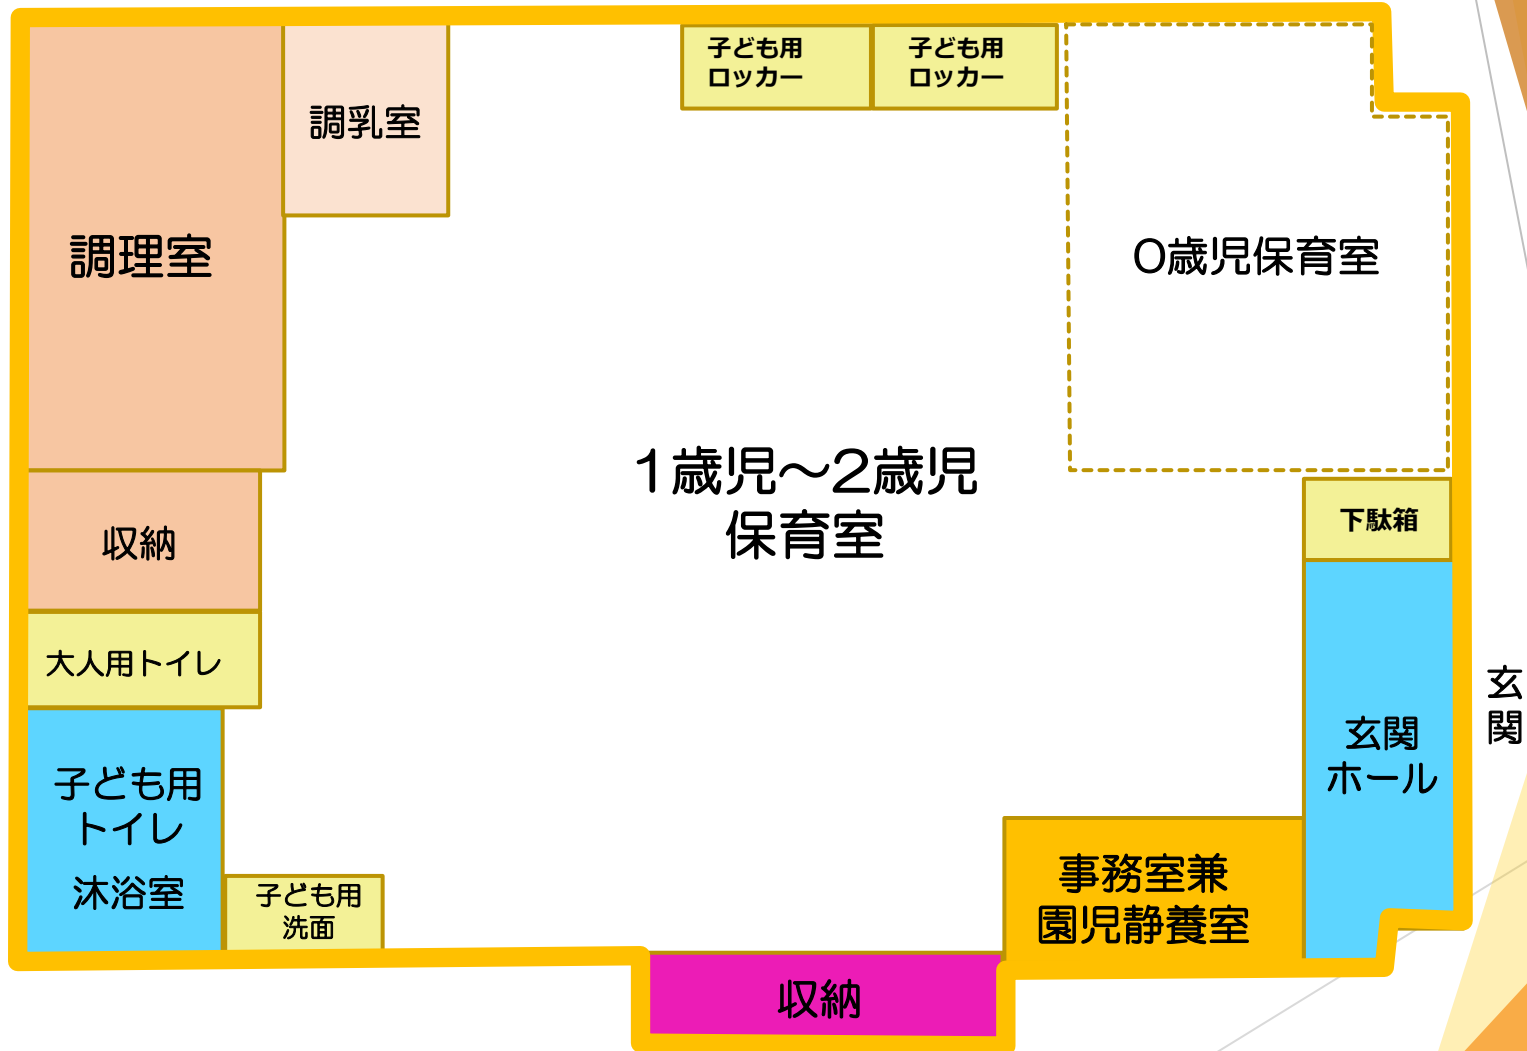 子ども用
ロッカー
子ども用
ロッカー
調乳室
調理室
0歳児保育室
1歳児～2歳児
保育室
下駄箱
収納
大人用トイレ
玄関
玄関
ホール
子ども用
トイレ
沐浴室
子ども用
洗面
事務室兼
園児静養室
収納